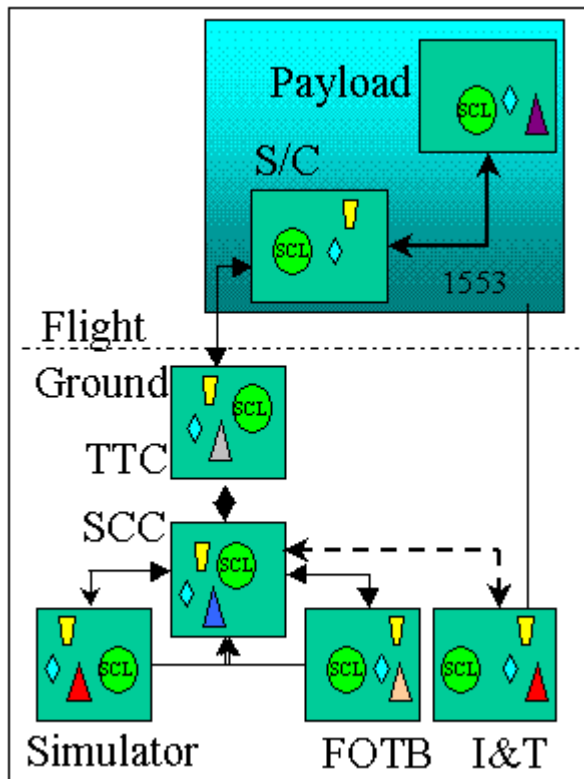 Payload
SCL
S/C
SCL
1553
Flight
Ground
SCL
TTC
SCC
SCL
SCL
SCL
SCL
Simulator
FOTB
I&T